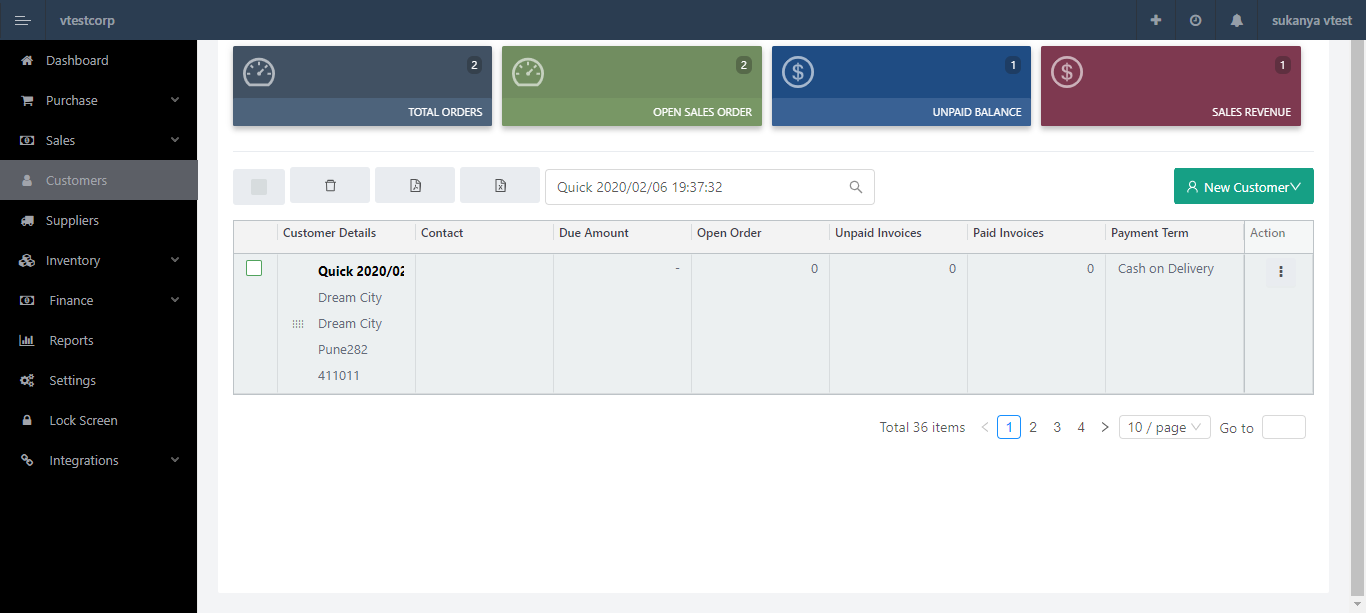 vtestcorp
sukanya vtest
Dashboard
Purchase
Sales
Customers
Suppliers
Inventory
Finance
Reports
Settings
Lock Screen
Integrations
2
TOTAL ORDERS
2
OPEN SALES ORDER
1
UNPAID BALANCE
1
SALES REVENUE
Quick 2020/02/06 19:37:32
New Customer
Customer Details Contact Due Amount Open Order Unpaid Invoices Paid Invoices Payment Term Action
Quick 2020/02 - 0 0 0 Cash on Delivery
Dream City
Dream City
Pune282
411011
Total 36 items < 1 2 3 4 > 10 / page Go to